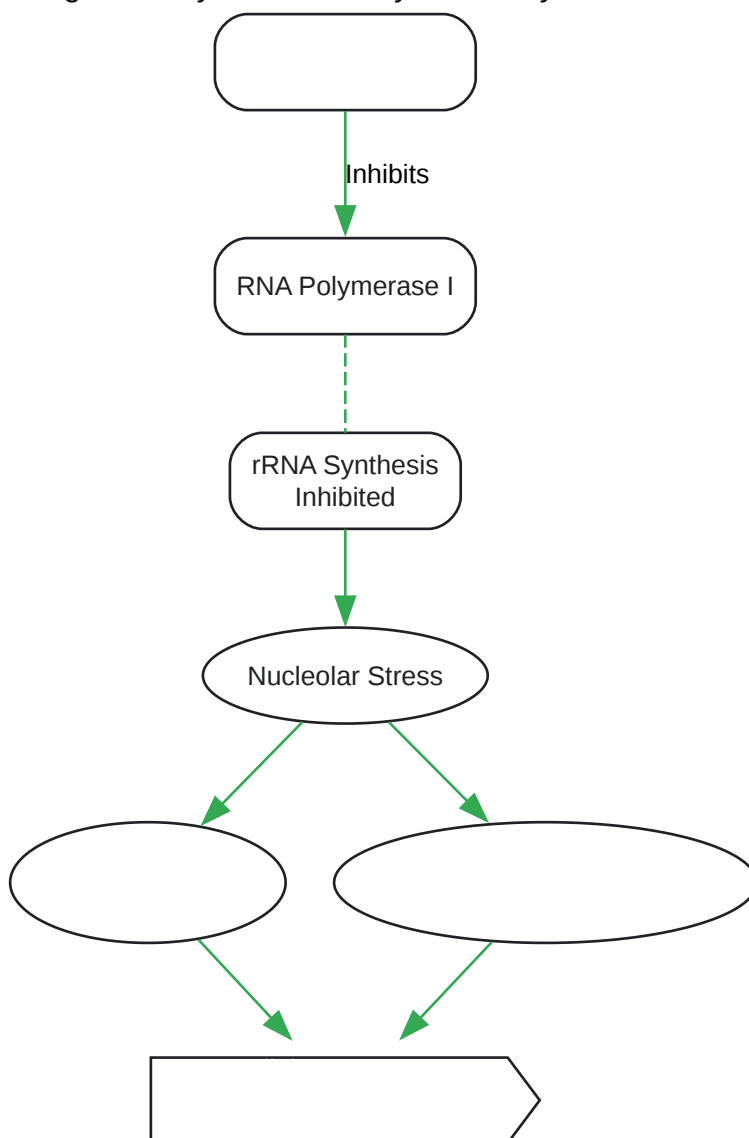 Inhibits
RNA Polymerase I
rRNA Synthesis
Inhibited
Nucleolar Stress